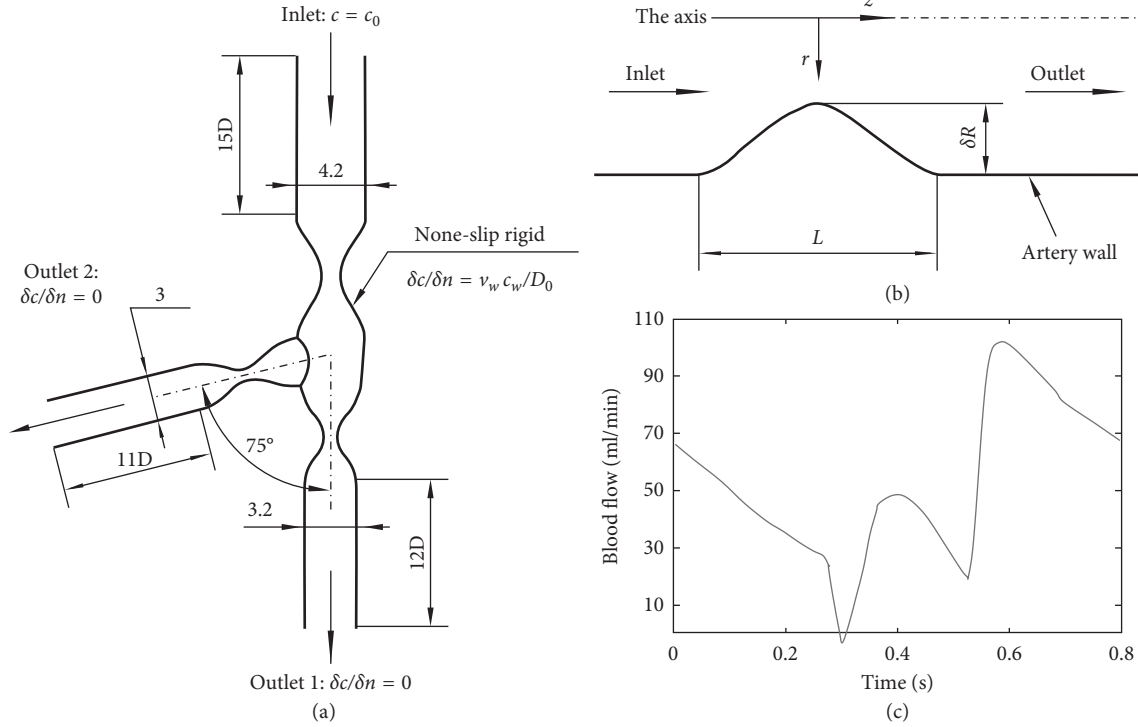 Inlet: c = c0
15D
4.2
None-slip rigid
δc/δn = vw cw/D0
Outlet 2:
δc/δn = 0
3
11D
75°
3.2
12D
Outlet 1: δc/δn = 0
(a)
The axis
z
r
Inlet
Outlet
δR
L
Artery wall
(b)
110
90
70
50
30
10
Blood flow (ml/min)
0
0.2
0.4
0.6
0.8
Time (s)
(c)